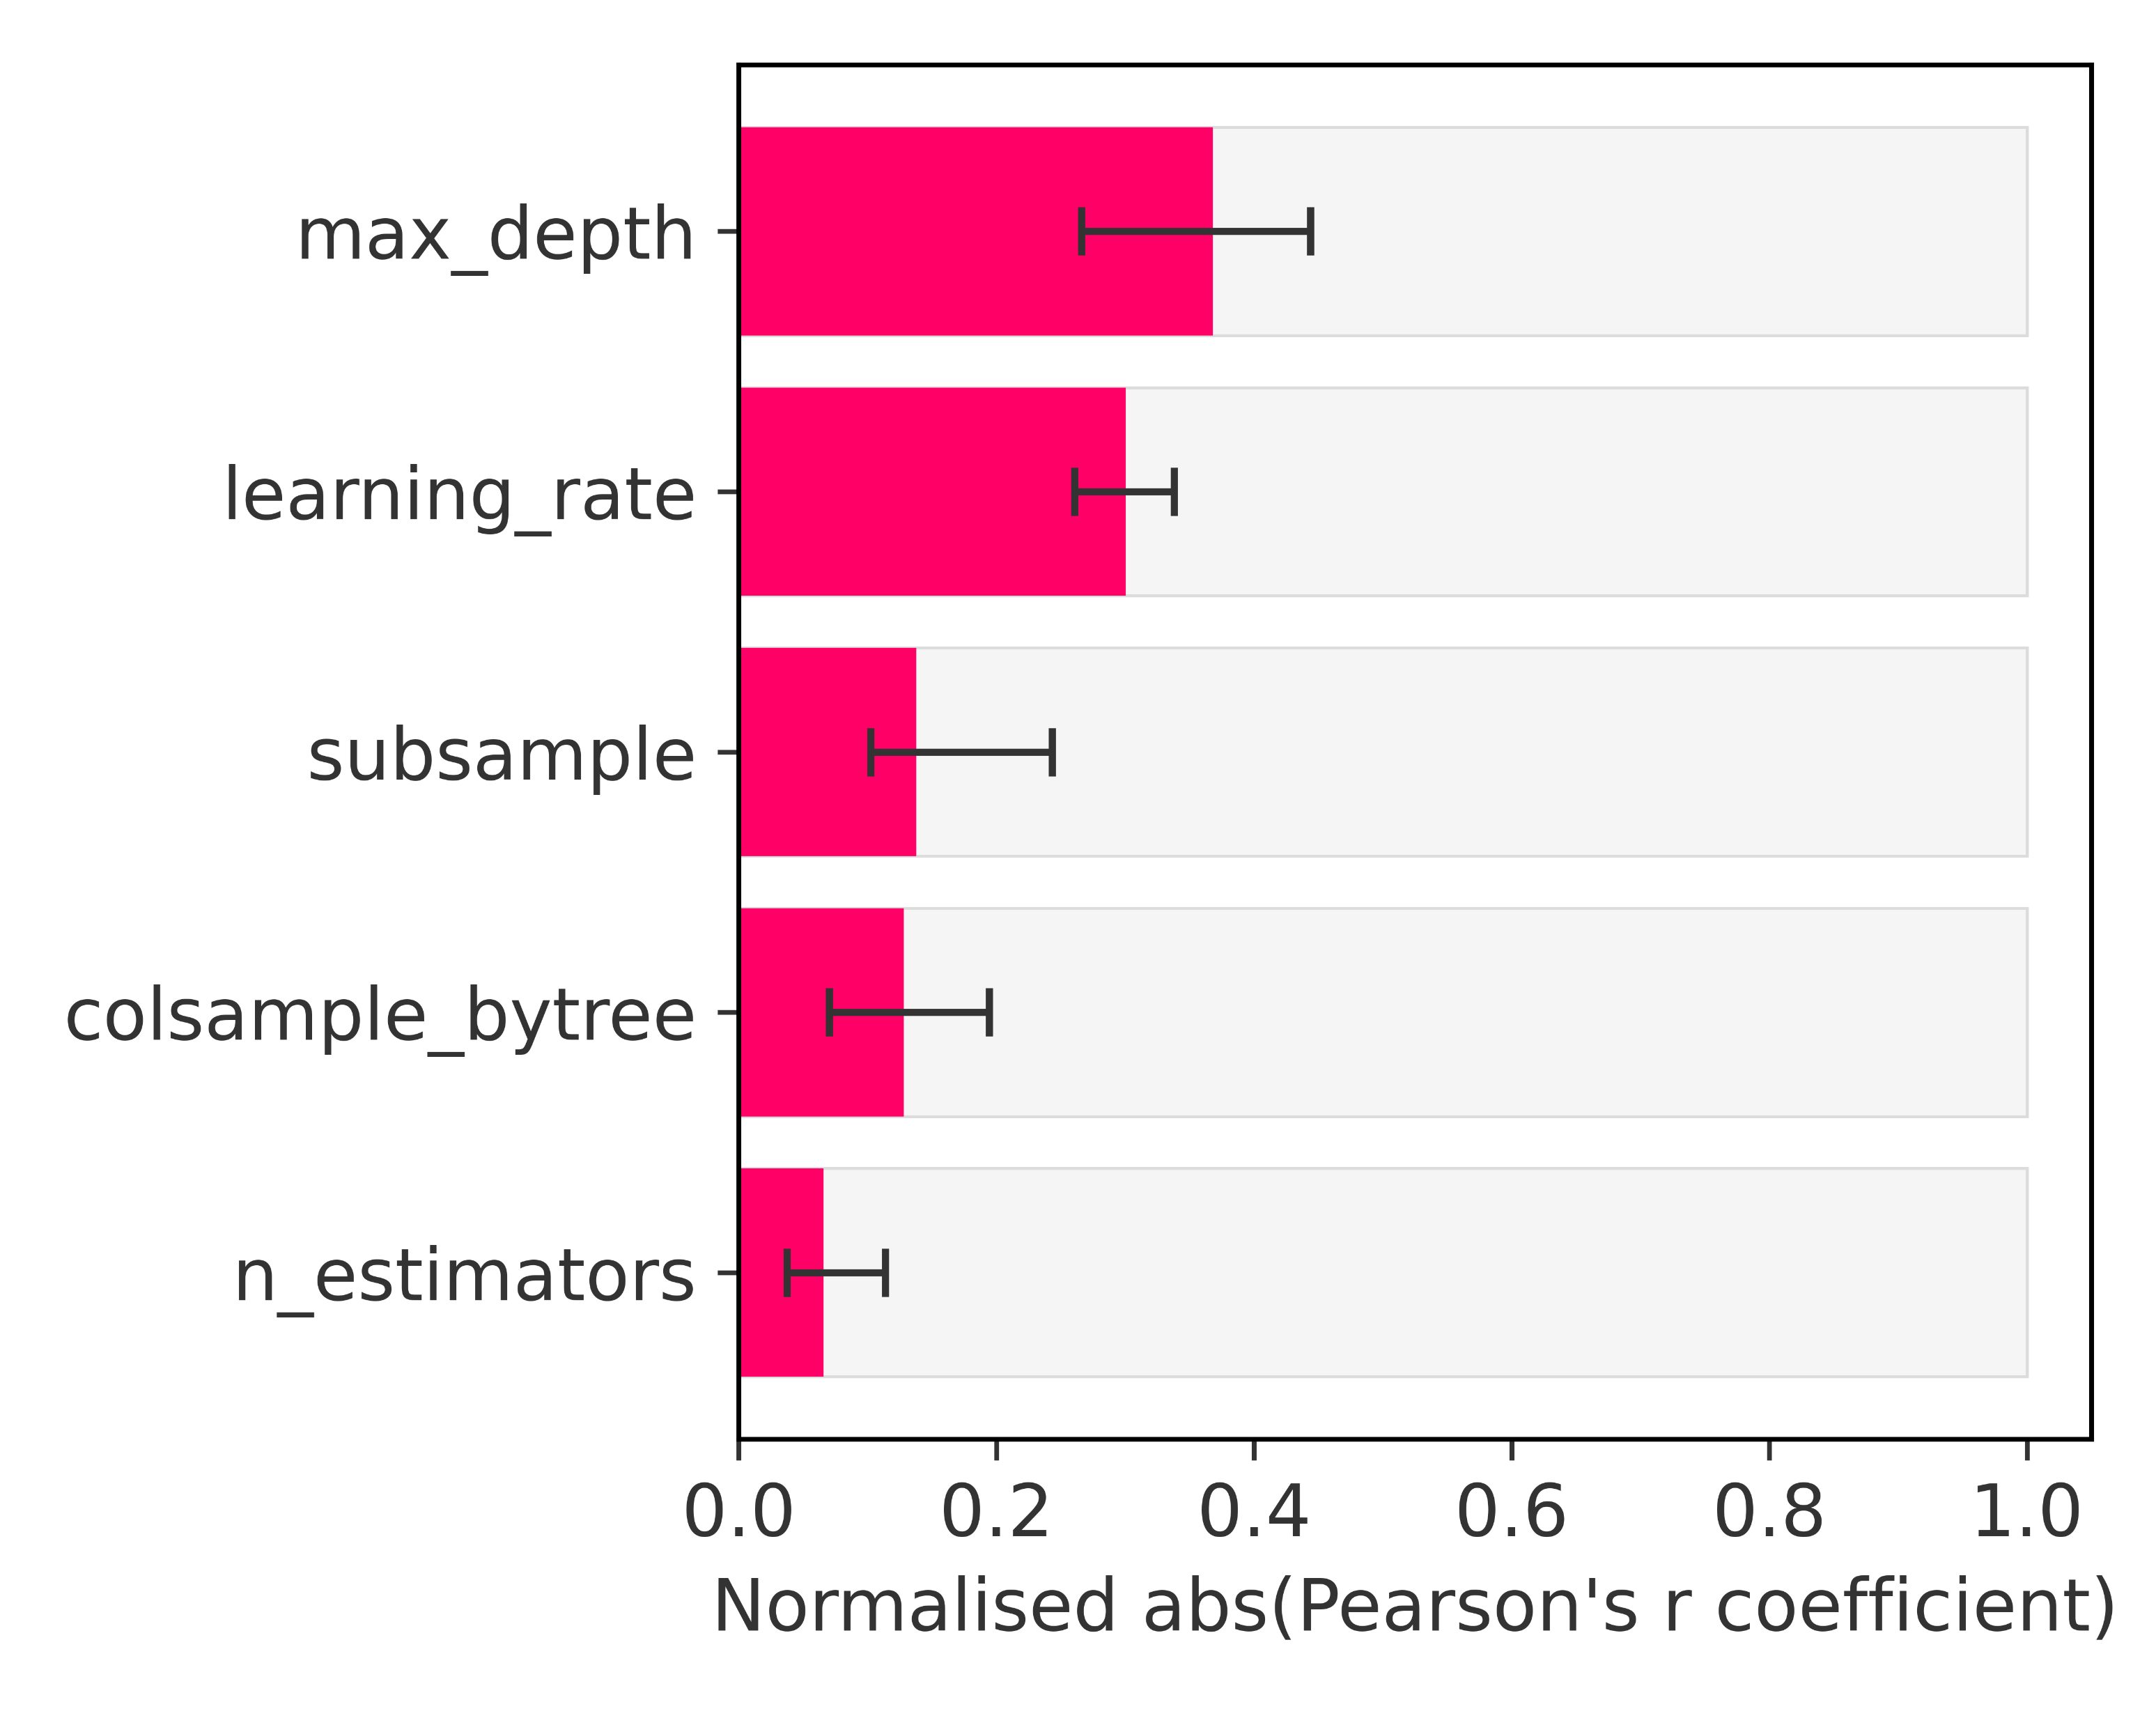 max_depth
learning_rate
subsample
colsample_bytree
n_estimators
0.0 0.2 0.4 0.6 0.8 1.0
Normalised abs(Pearson's r coefficient)